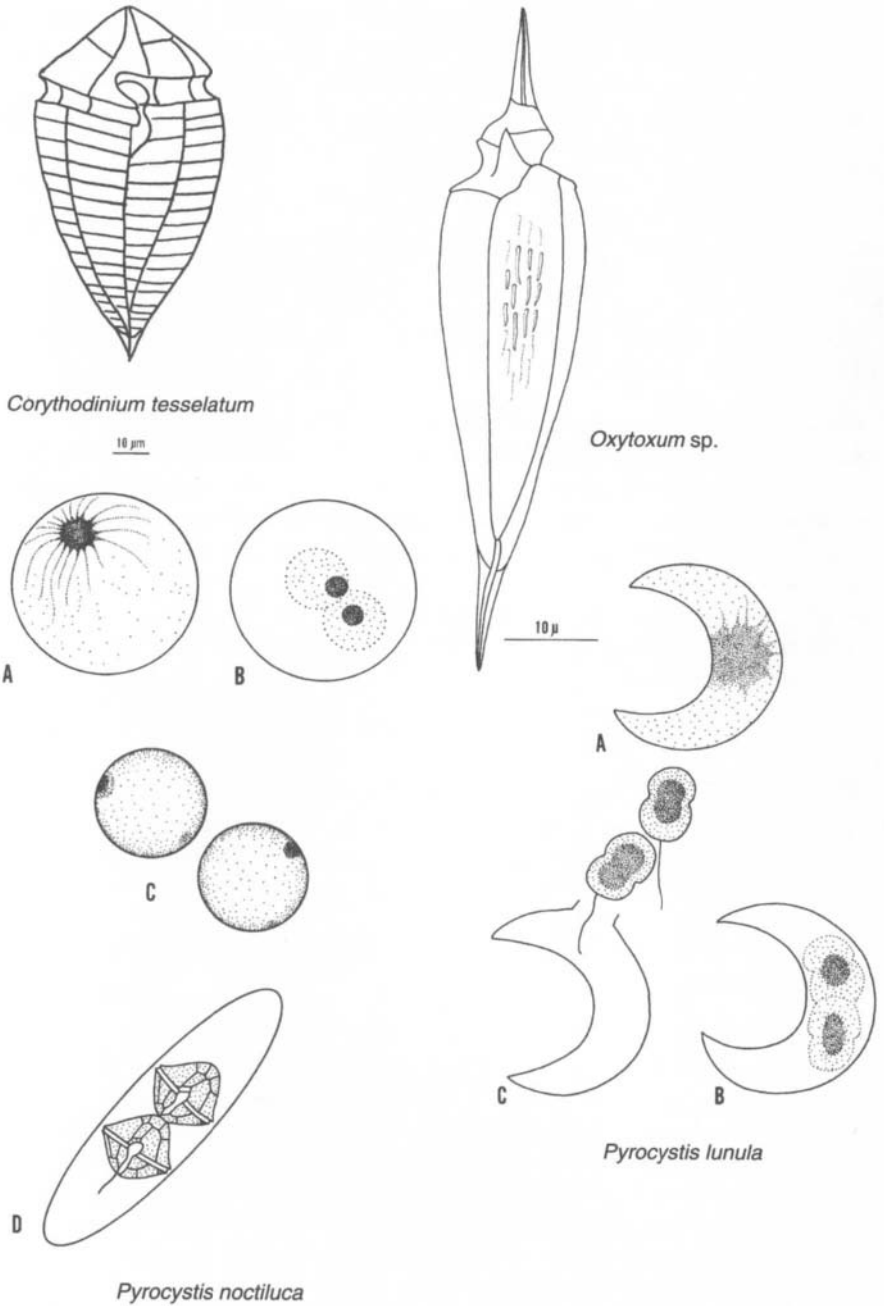 Corythodinium tesselatum
10 µm
Oxytoxum sp.
10 µ
A
B
C
D
Pyrocystis noctiluca
A
C
B
Pyrocystis lunula